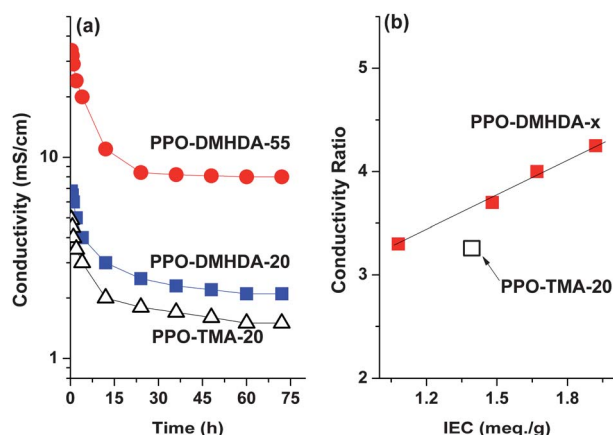 (a)
Conductivity (mS/cm)
10
1
PPO-DMHDA-55
PPO-DMHDA-20
PPO-TMA-20
0 15 30 45 60 75
Time (h)
(b)
Conductivity Ratio
5
4
3
2
PPO-DMHDA-x
PPO-TMA-20
1.2 1.5 1.8
IEC (meq./g)